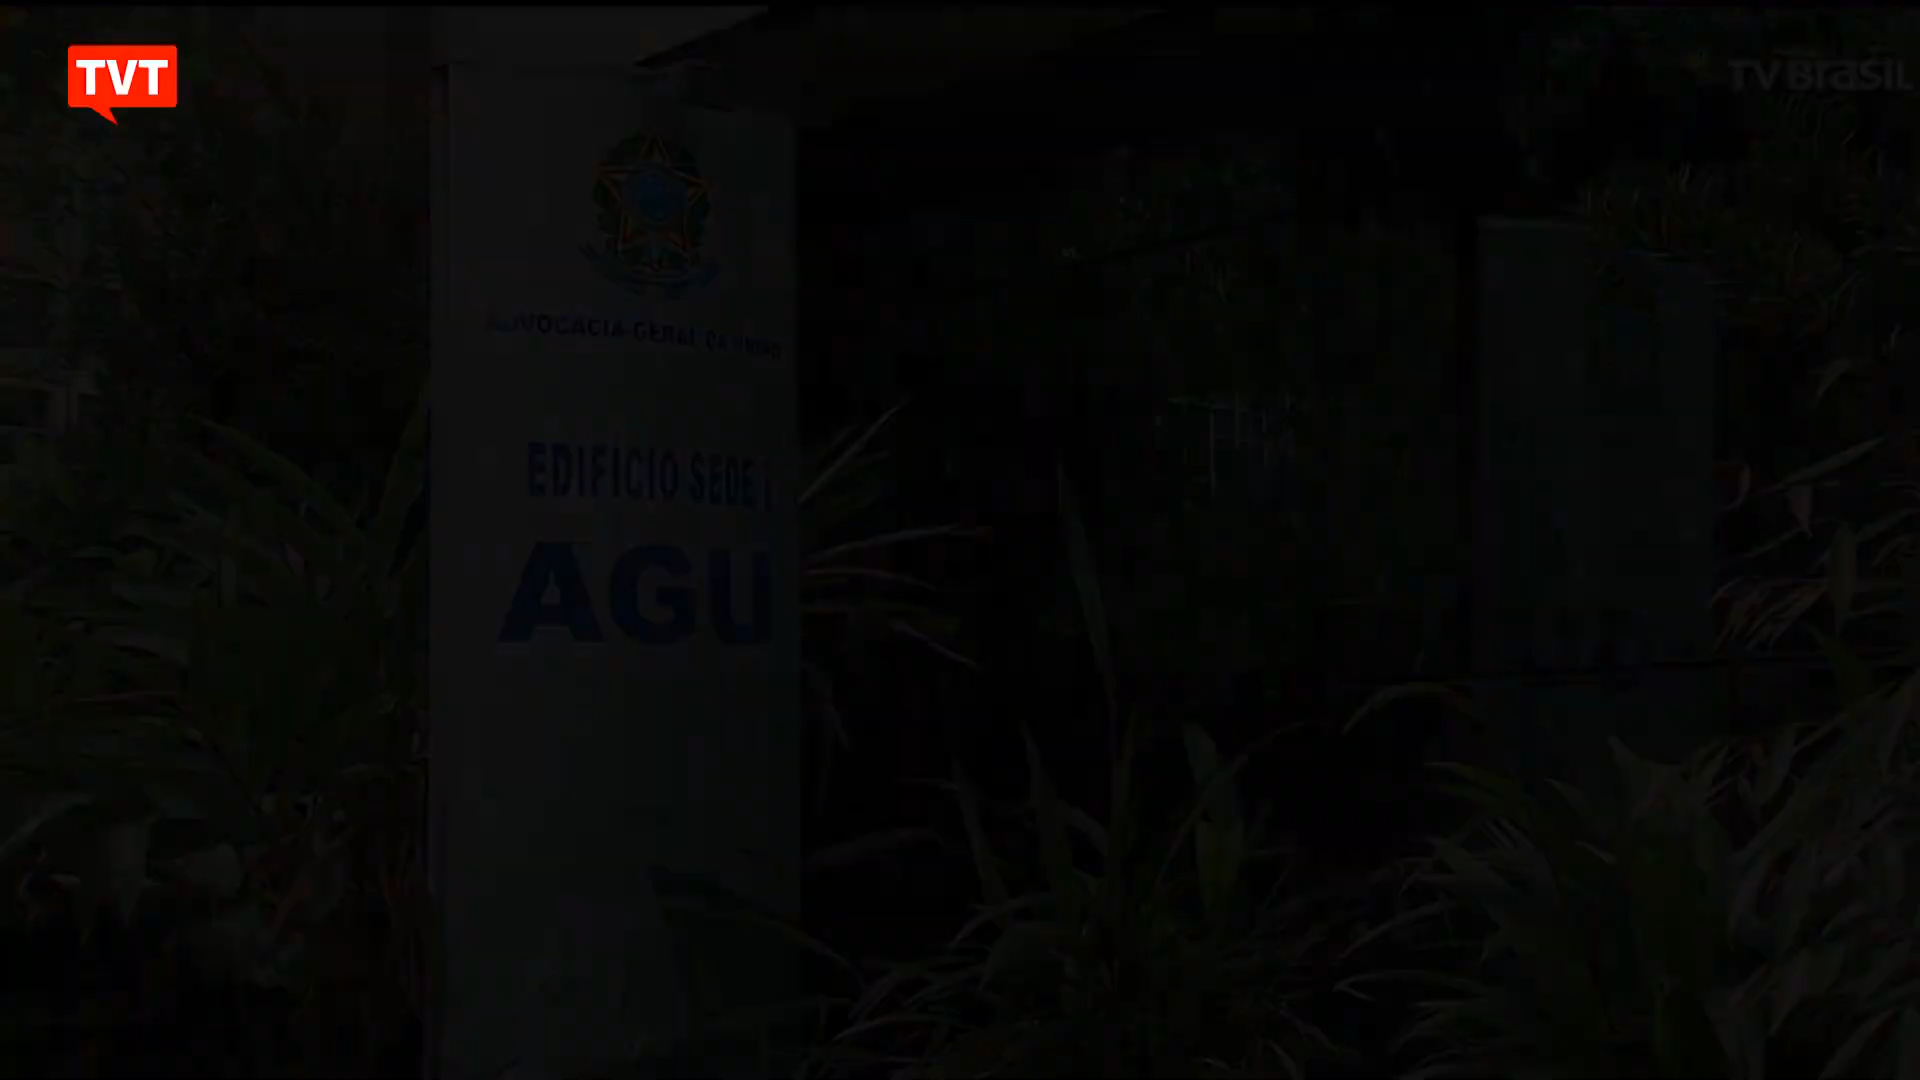 TVT
TV BRASIL
ADVOCACIA-GERAL DA UNIÃO
EDIFÍCIO SEDE I
AGU